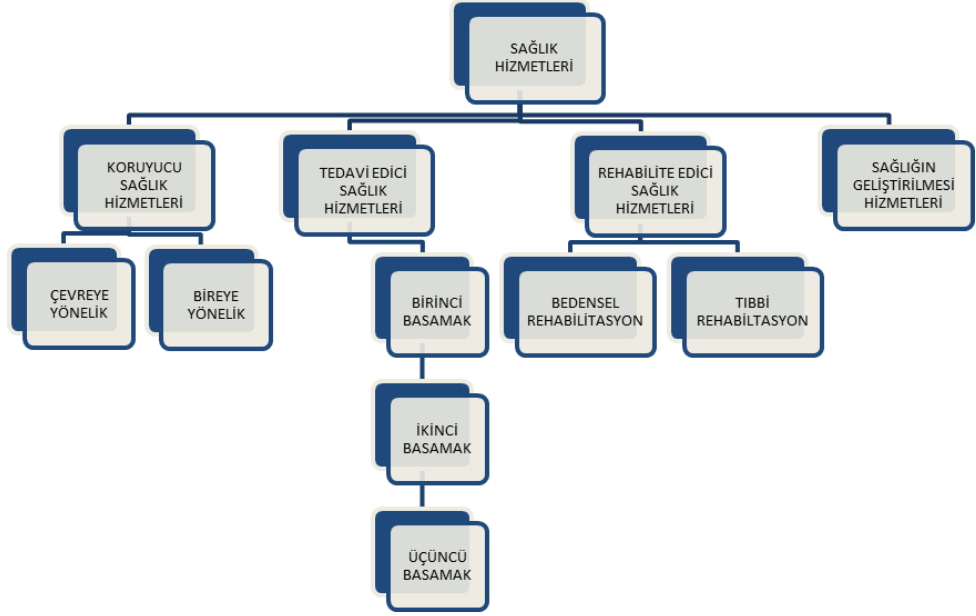 SAĞLIK
HİZMETLERİ
KORUYUCU
SAĞLIK
HİZMETLERİ
TEDAVİ EDİCİ
SAĞLIK
HİZMETLERİ
REHABİLİTE EDİCİ
SAĞLIK
HİZMETLERİ
SAĞLIĞIN
GELİŞTİRİLMESİ
HİZMETLERİ
ÇEVREYE
YÖNELİK
BİREYE
YÖNELİK
BİRİNCİ
BASAMAK
BEDENSEL
REHABİLİTASYON
TIBBİ
REHABİLTASYON
İKİNCİ
BASAMAK
ÜÇÜNCÜ
BASAMAK